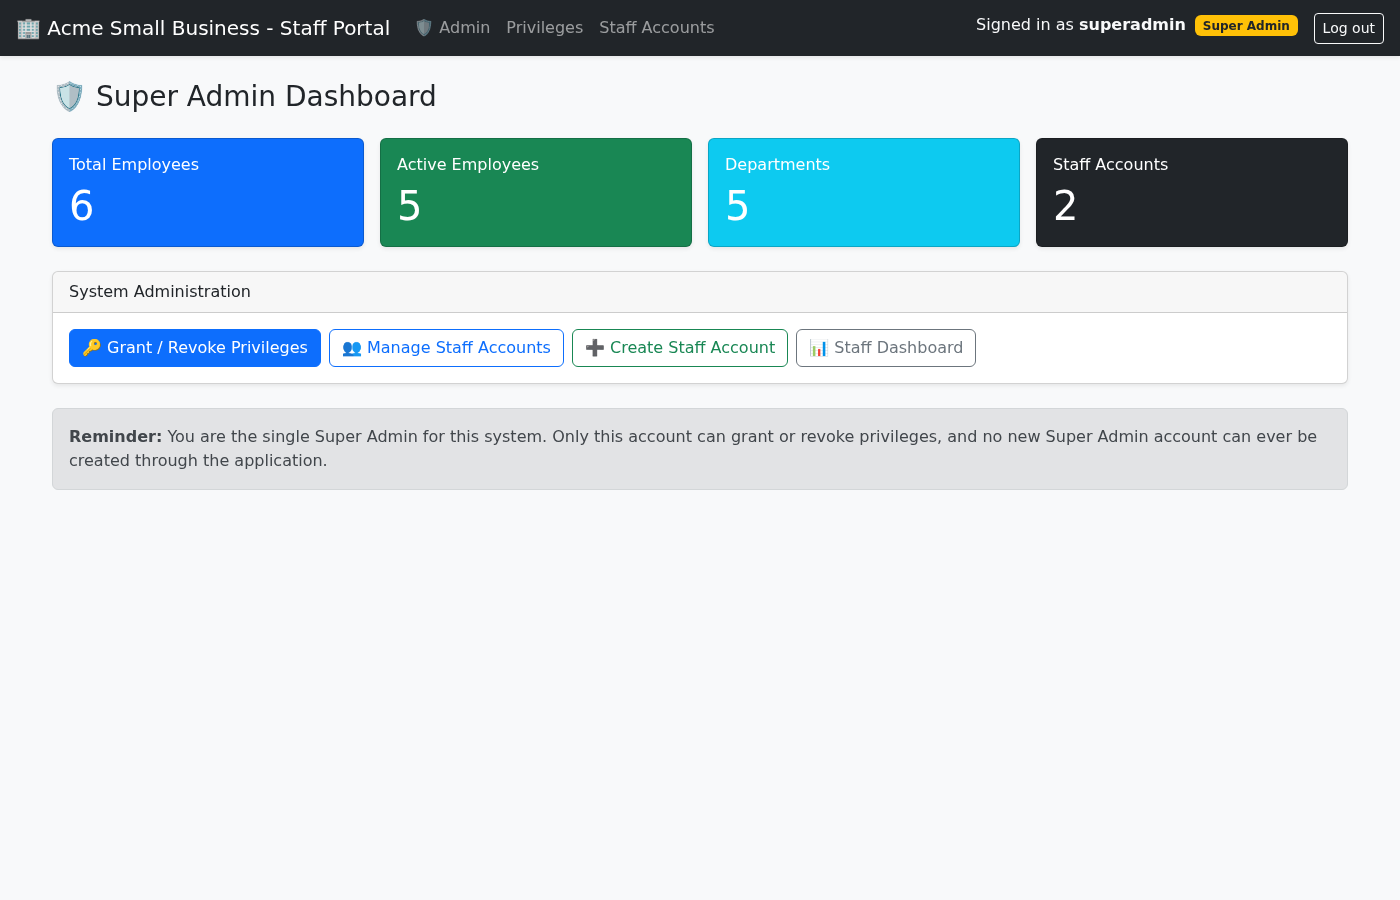 Acme Small Business - Staff Portal Admin Privileges Staff Accounts Signed in as superadmin Super Admin Log out
Super Admin Dashboard
Total Employees
6
Active Employees
5
Departments
5
Staff Accounts
2
System Administration
Grant / Revoke Privileges Manage Staff Accounts Create Staff Account Staff Dashboard
Reminder: You are the single Super Admin for this system. Only this account can grant or revoke privileges, and no new Super Admin account can ever be
created through the application.